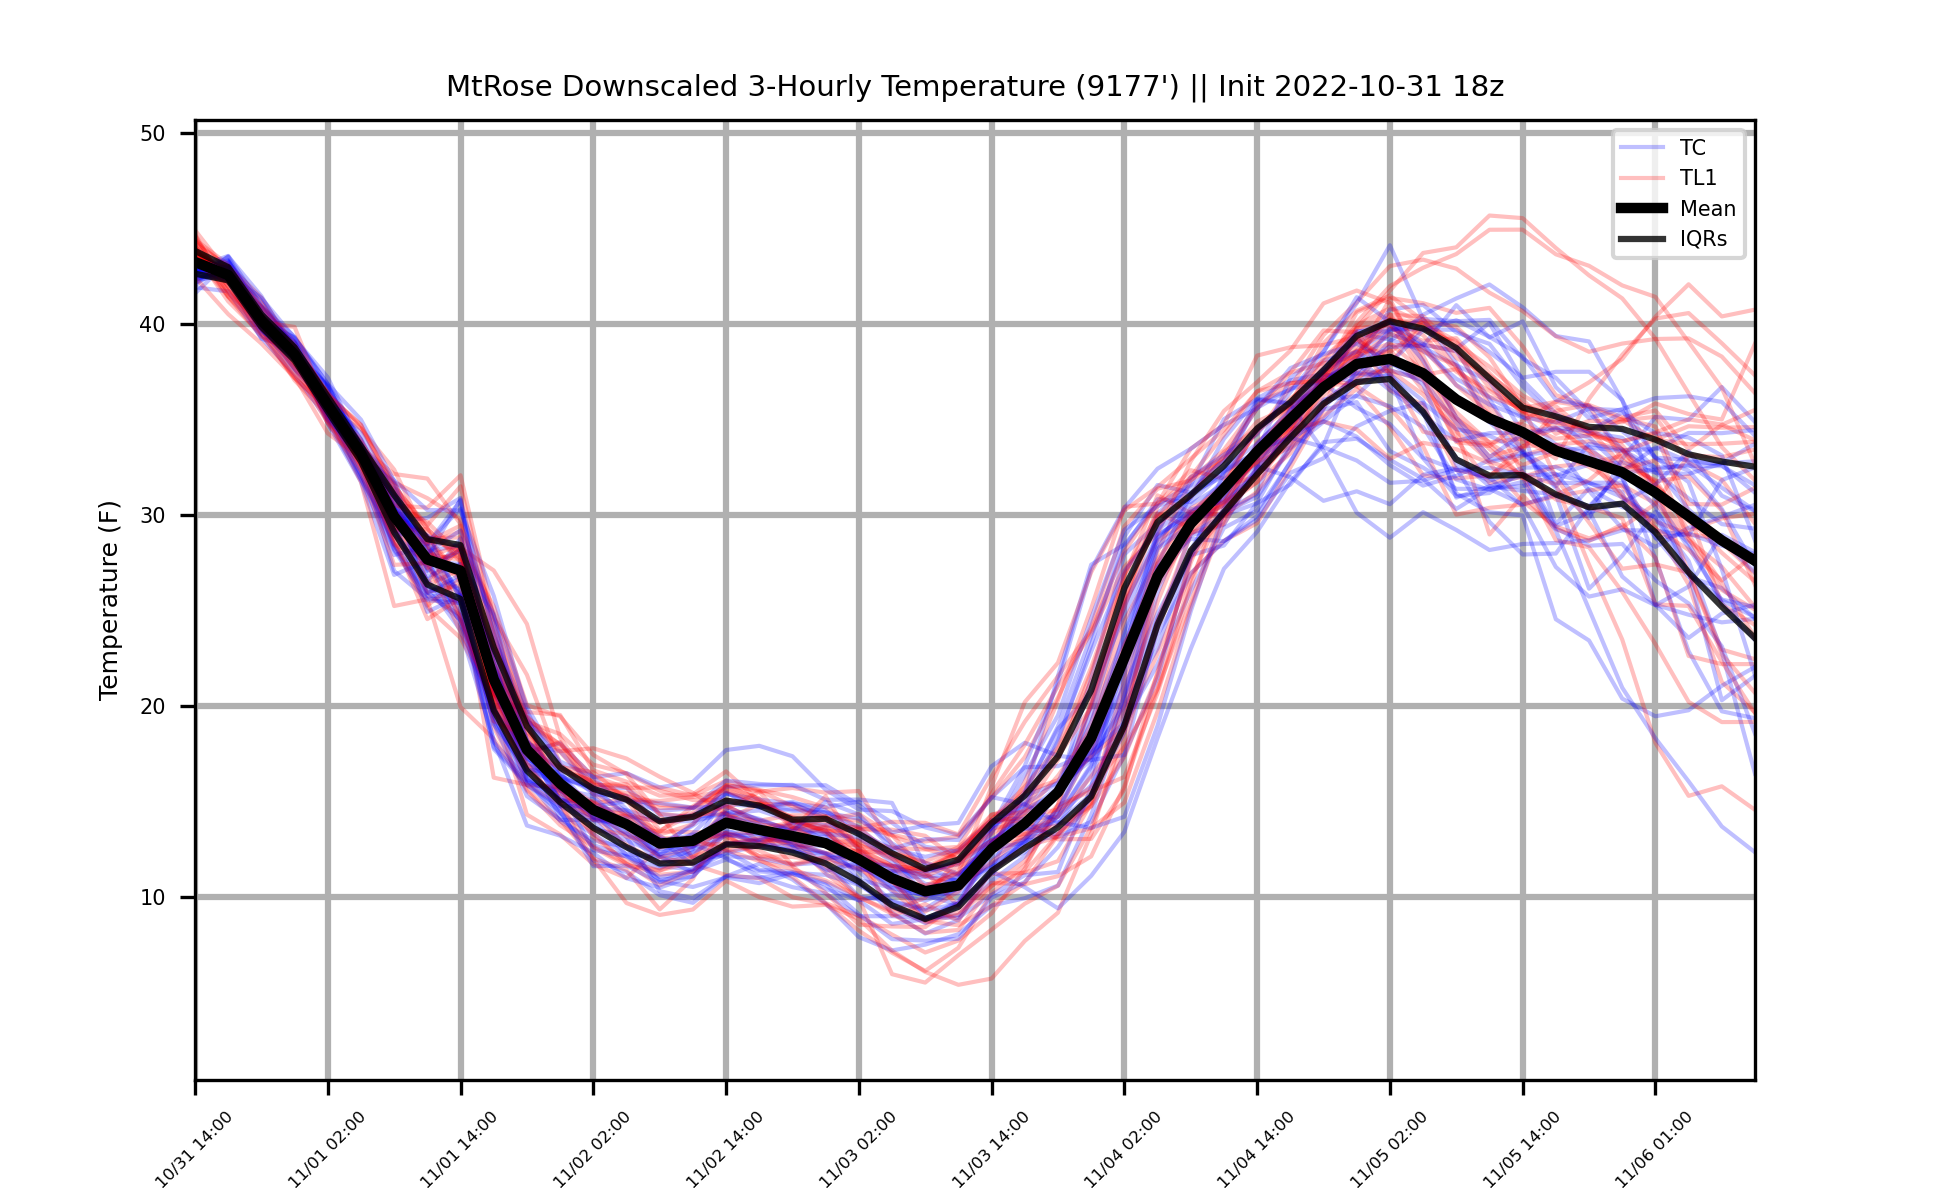 MtRose Downscaled 3-Hourly Temperature (9177') || Init 2022-10-31 18z
TC
TL1
Mean
IQRs
Temperature (F)
50
40
30
20
10
10/31 14:00
11/01 02:00
11/01 14:00
11/02 02:00
11/02 14:00
11/03 02:00
11/03 14:00
11/04 02:00
11/04 14:00
11/05 02:00
11/05 14:00
11/06 01:00